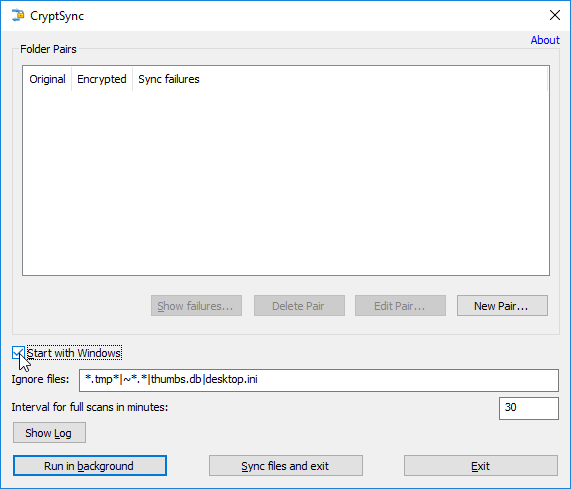 CryptSync
About
Folder Pairs
Original Encrypted Sync failures
Show failures... Delete Pair Edit Pair... New Pair...
Start with Windows
Ignore files: *.tmp*|~*.*|thumbs.db|desktop.ini
Interval for full scans in minutes: 30
Show Log
Run in background Sync files and exit Exit